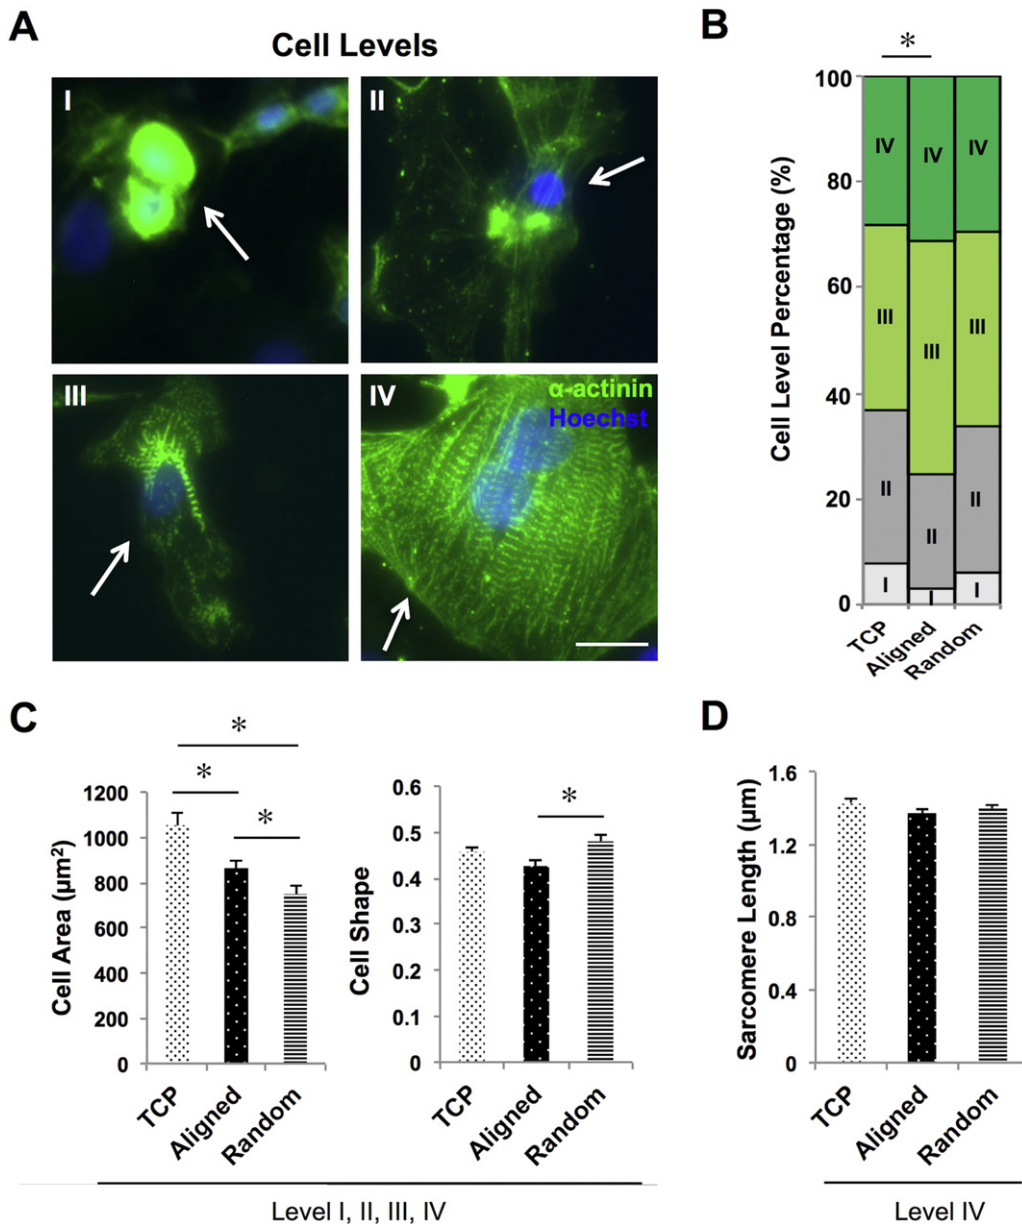 A
Cell Levels
I
II
III
IV
α-actinin
Hoechst
B
*
Cell Level Percentage (%)
100
80
60
40
20
0
IV
IV
IV
III
III
III
II
II
II
I
I
I
TCP
Aligned
Random
C
*
*
*
Cell Area (µm²)
1200
1000
800
600
400
200
0
TCP
Aligned
Random
*
Cell Shape
0.6
0.5
0.4
0.3
0.2
0.1
0
TCP
Aligned
Random
Level I, II, III, IV
D
Sarcomere Length (µm)
1.6
1.2
0.8
0.4
0
TCP
Aligned
Random
Level IV